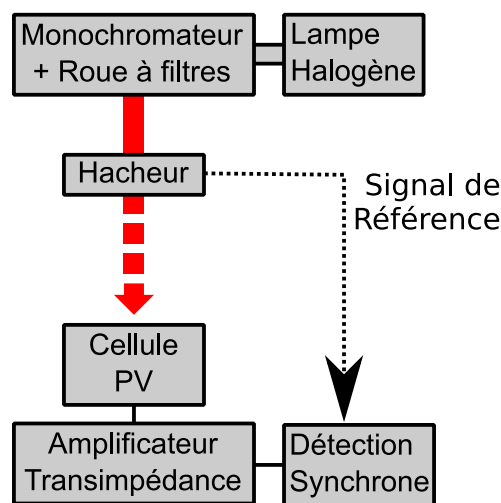 Monochromateur
+ Roue à filtres
Lampe
Halogène
Hacheur
Signal de
Référence
Cellule
PV
Amplificateur
Transimpédance
Détection
Synchrone